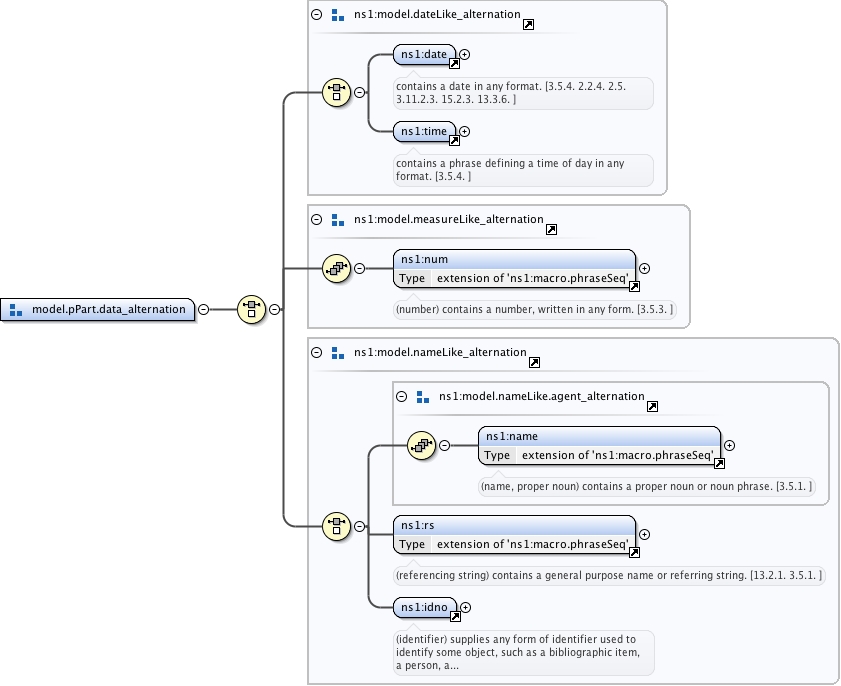 ns1:model.dateLike_alternation
ns1:date
contains a date in any format. [3.5.4. 2.2.4. 2.5.
3.11.2.3. 15.2.3. 13.3.6. ]
ns1:time
contains a phrase defining a time of day in any
format. [3.5.4. ]
ns1:model.measureLike_alternation
ns1:num
Type extension of 'ns1:macro.phraseSeq'
(number) contains a number, written in any form. [3.5.3. ]
model.pPart.data_alternation
ns1:model.nameLike_alternation
ns1:model.nameLike.agent_alternation
ns1:name
Type extension of 'ns1:macro.phraseSeq'
(name, proper noun) contains a proper noun or noun phrase. [3.5.1. ]
ns1:rs
Type extension of 'ns1:macro.phraseSeq'
(referencing string) contains a general purpose name or referring string. [13.2.1. 3.5.1. ]
ns1:idno
(identifier) supplies any form of identifier used to
identify some object, such as a bibliographic item,
a person, a...